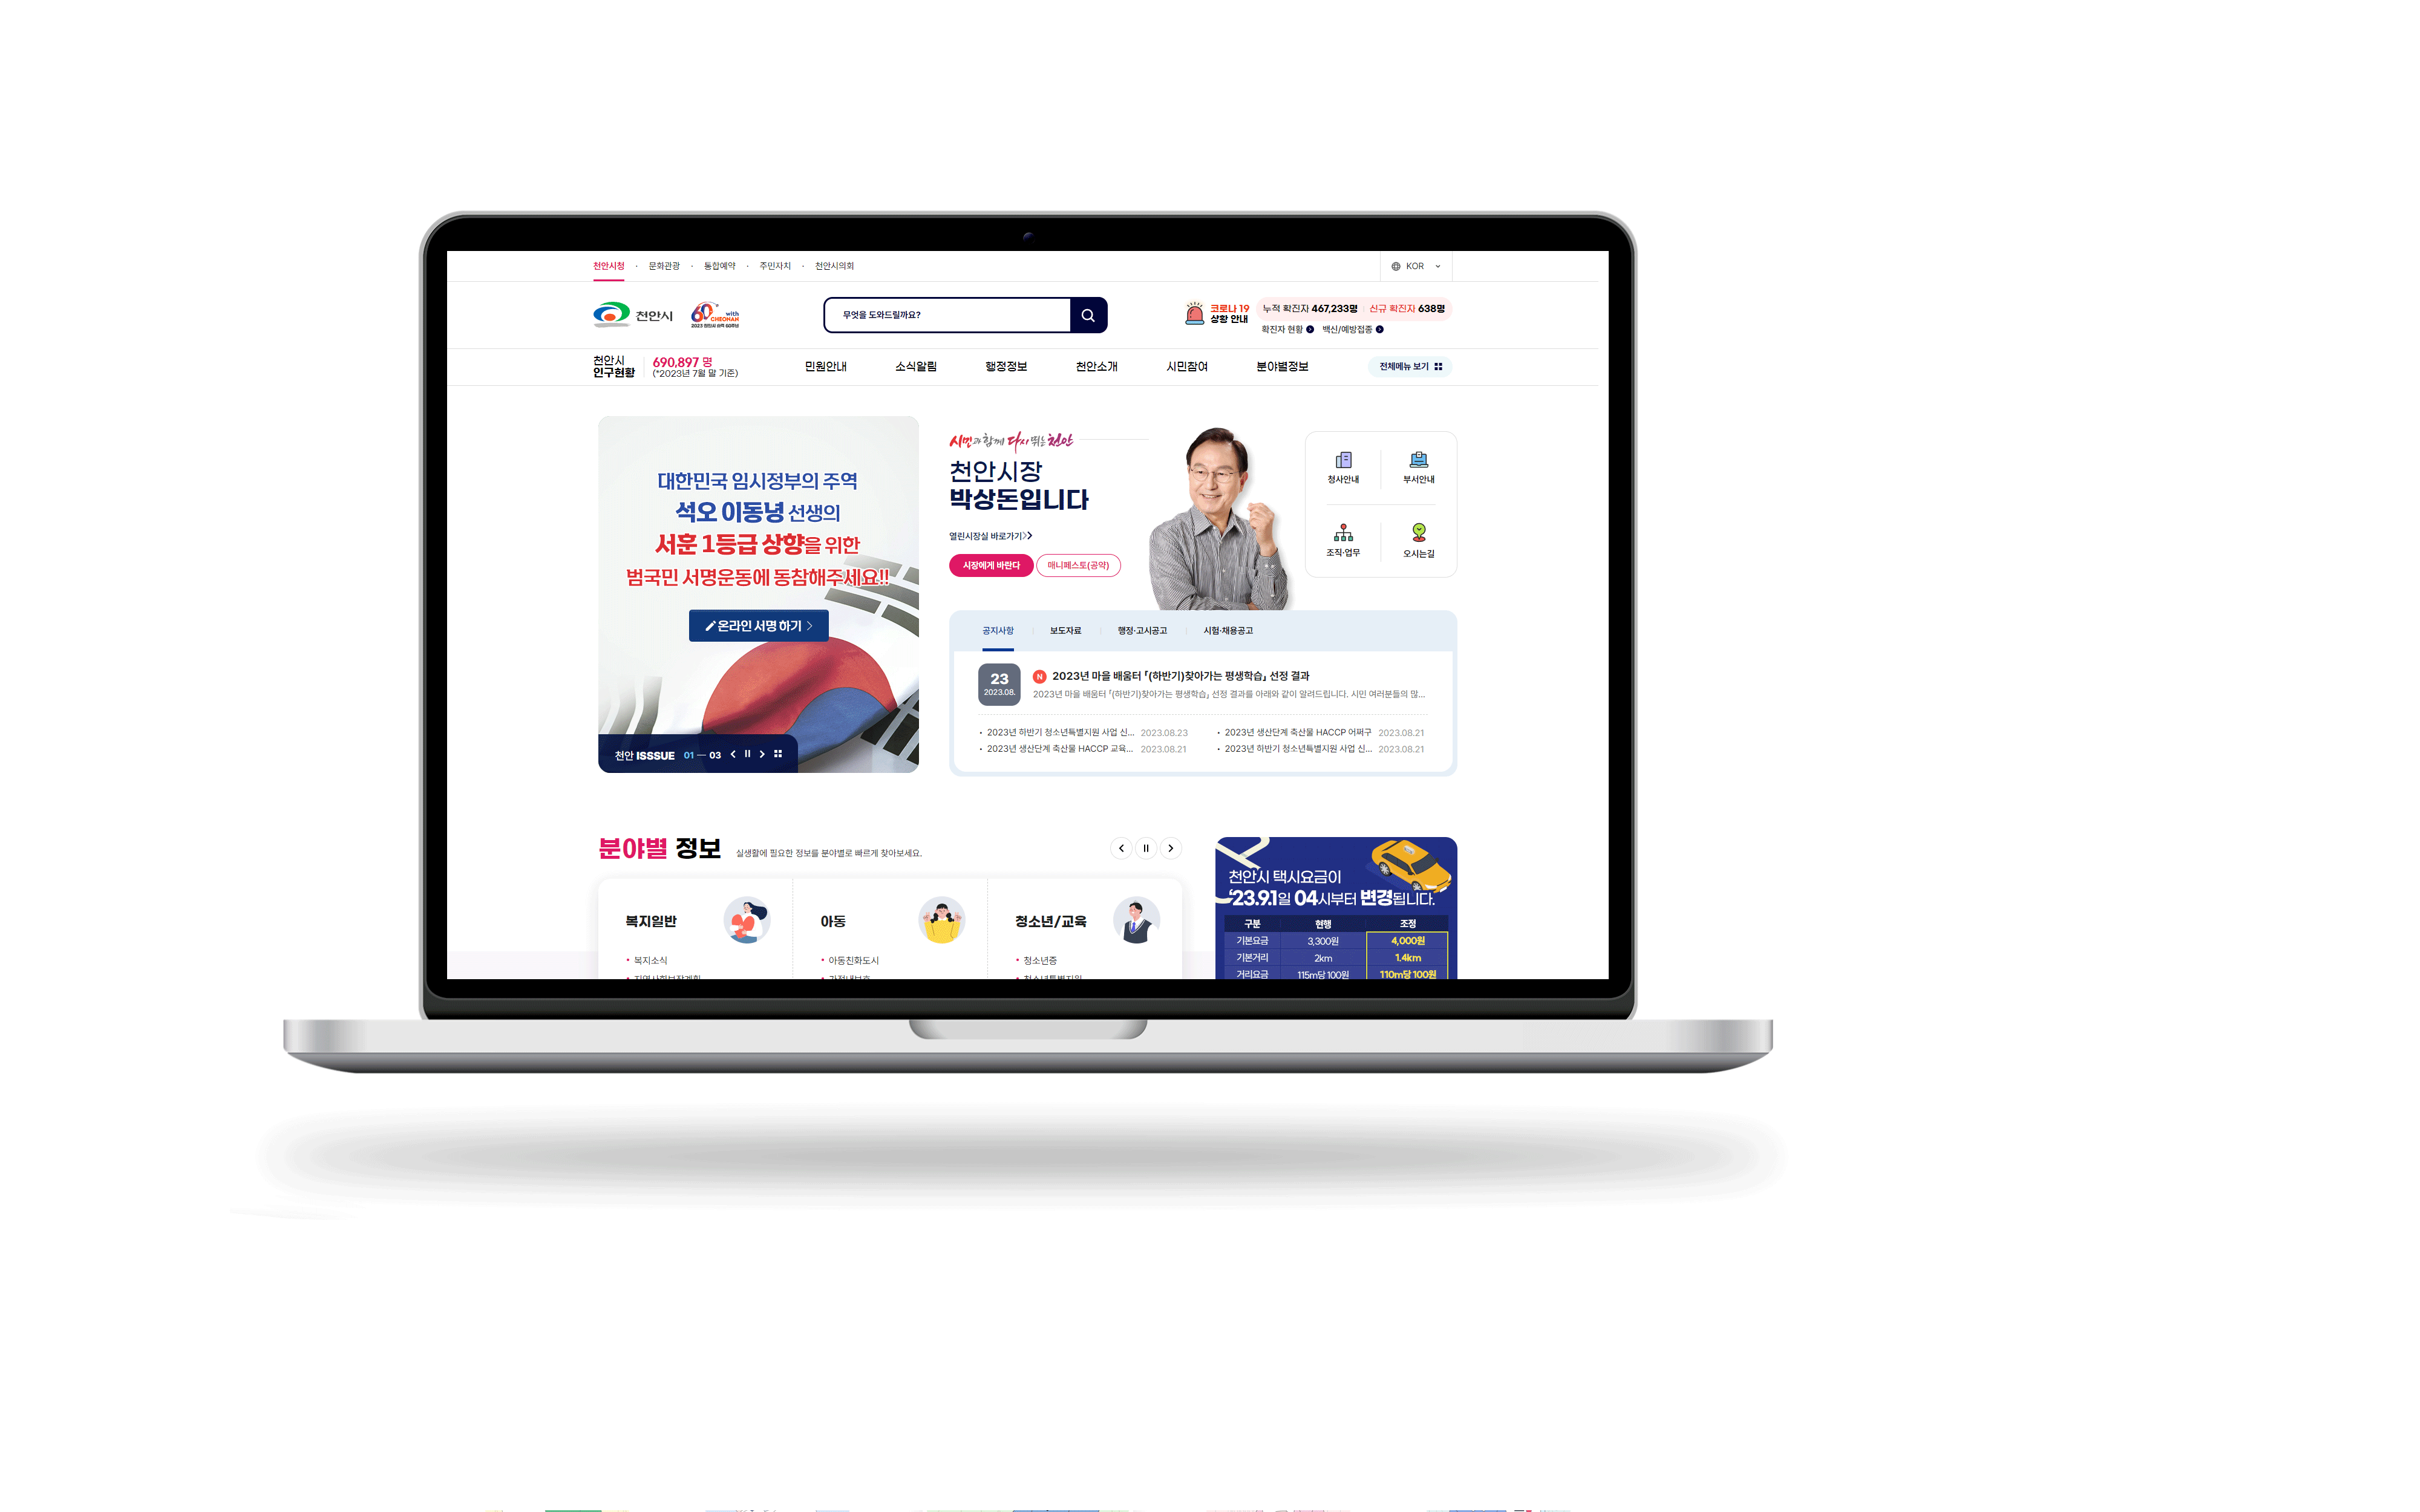 천안시청 · 문화관광 · 통합예약 · 주민자치 · 천안시의회
KOR
천안시
60 with CHEONAN
무엇을 도와드릴까요?
코로나 19
상황 안내
누적 확진자 467,233명 신규 확진자 638명
확진자 현황 백신/예방접종
천안시
인구현황
690,897 명
(*2023년 7월 말 기준)
민원안내 소식알림 행정정보 천안소개 시민참여 분야별정보
전체메뉴 보기
대한민국 임시정부의 주역
석오 이동녕 선생의
서훈 1등급 상향을 위한
범국민 서명운동에 동참해주세요!!
온라인 서명 하기
천안 ISSSUE 01 — 03
시민과 함께 다시 뛰는 천안
천안시장
박상돈입니다
열린시장실 바로가기
시장에게 바란다 매니페스토(공약)
청사안내 부서안내
조직·업무 오시는길
공지사항 보도자료 행정·고시공고 시험·채용공고
23
2023.08.
N 2023년 마을 배움터 「(하반기)찾아가는 평생학습」 선정 결과
2023년 마을 배움터 「(하반기)찾아가는 평생학습」 선정 결과를 아래와 같이 알려드립니다. 시민 여러분들의 많...
· 2023년 하반기 청소년특별지원 사업 신... 2023.08.23
· 2023년 생산단계 축산물 HACCP 어쩌구 2023.08.21
· 2023년 생산단계 축산물 HACCP 교육... 2023.08.21
· 2023년 하반기 청소년특별지원 사업 신... 2023.08.21
분야별 정보
실생활에 필요한 정보를 분야별로 빠르게 찾아보세요.
복지일반
· 복지소식
아동
· 아동친화도시
청소년/교육
· 청소년증
천안시 택시요금이
'23.9.1일 04시부터 변경됩니다.
구분 현행 조정
기본요금 3,300원 4,000원
기본거리 2km 1.4km
거리요금 115m당 100원 110m당 100원